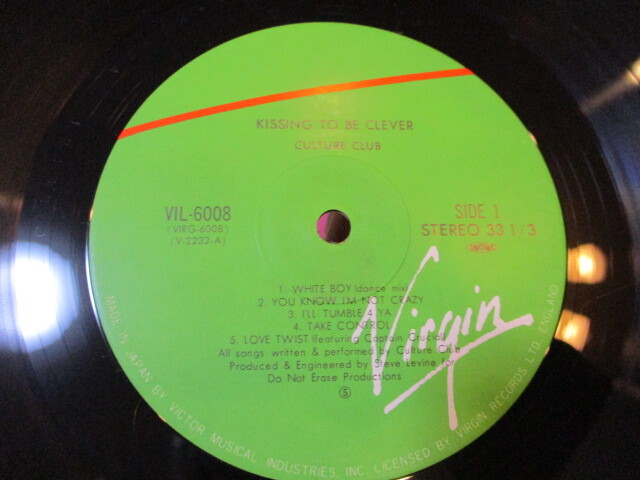 KISSING TO BE CLEVER
CULTURE CLUB
VIL-6008
(VIRG-6008)
(V-2232-A)
SIDE 1
STEREO 33 1/3
1. WHITE BOY (dance mix)
2. YOU KNOW I'M NOT CRAZY
3. I'LL TUMBLE 4 YA
4. TAKE CONTROL
5. LOVE TWIST (featuring Captain Crucial)
All songs written & performed by Culture Club
Produced & Engineered by Steve Levine for
Do Not Erase Productions
Ⓢ
Virgin
MADE IN JAPAN BY VICTOR MUSICAL INDUSTRIES, INC. LICENSED BY VIRGIN RECORDS LTD. ENGLAND